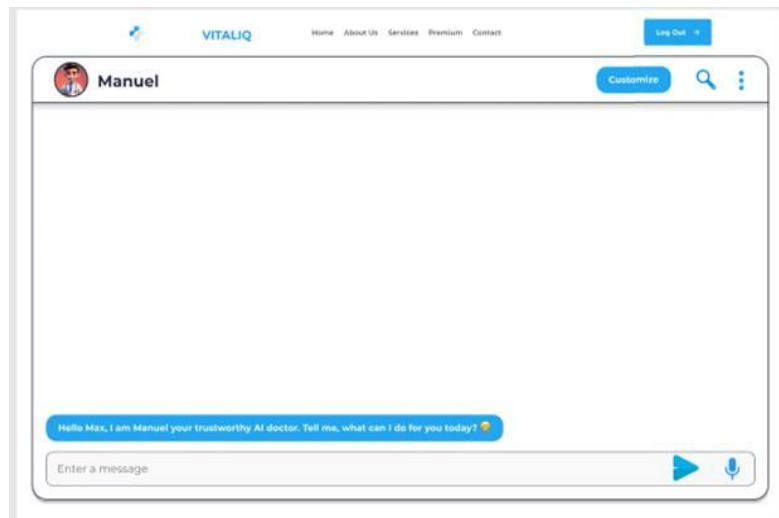 VITALIQ
Home About Us Services Premium Contact
Log Out
Manuel
Customize
Hello Max, I am Manuel your trustworthy AI doctor. Tell me, what can I do for you today?
Enter a message